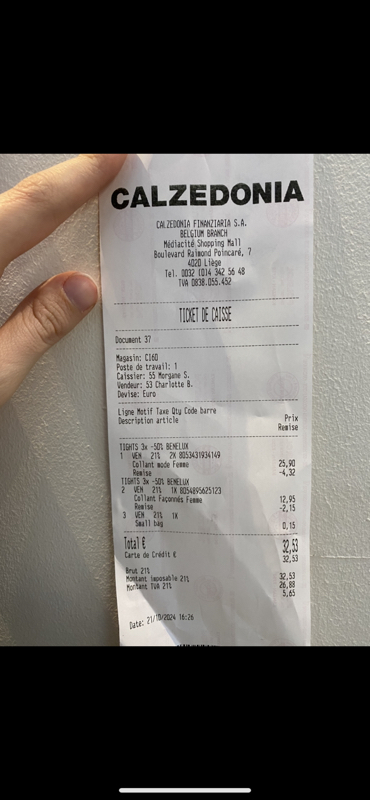 CALZEDONIA
CALZEDONIA FINANZIARIA S.A.
BELGIUM BRANCH
Médiacité Shopping Mall
Boulevard Raimond Poincaré, 7
4020 Liège
Tel. 0032 (0)4 342 56 48
TVA 0838.055.452
TICKET DE CAISSE
Document 37
Magasin: CI6D
Poste de travail: 1
Caissier: 55 Morgane S.
Vendeur: 53 Charlotte B.
Devise: Euro
Ligne Motif Taxe Qty Code barre Prix
Description article Remise
TIGHTS 3x -50% BENELUX
1 VEN 21% 2X 8053431934149
Collant mode Femme 25,90
Remise -4,32
TIGHTS 3x -50% BENELUX
2 VEN 21% 1X 8054895625123
Collant Façonnés Femme 12,95
Remise -2,15
3 VEN 21% 1X
Small bag 0,15
Total € 32,53
Carte de Crédit € 32,53
Brut 21% 32,53
Montant imposable 21% 26,88
Montant TVA 21% 5,65
Date: 21/10/2024 16:26